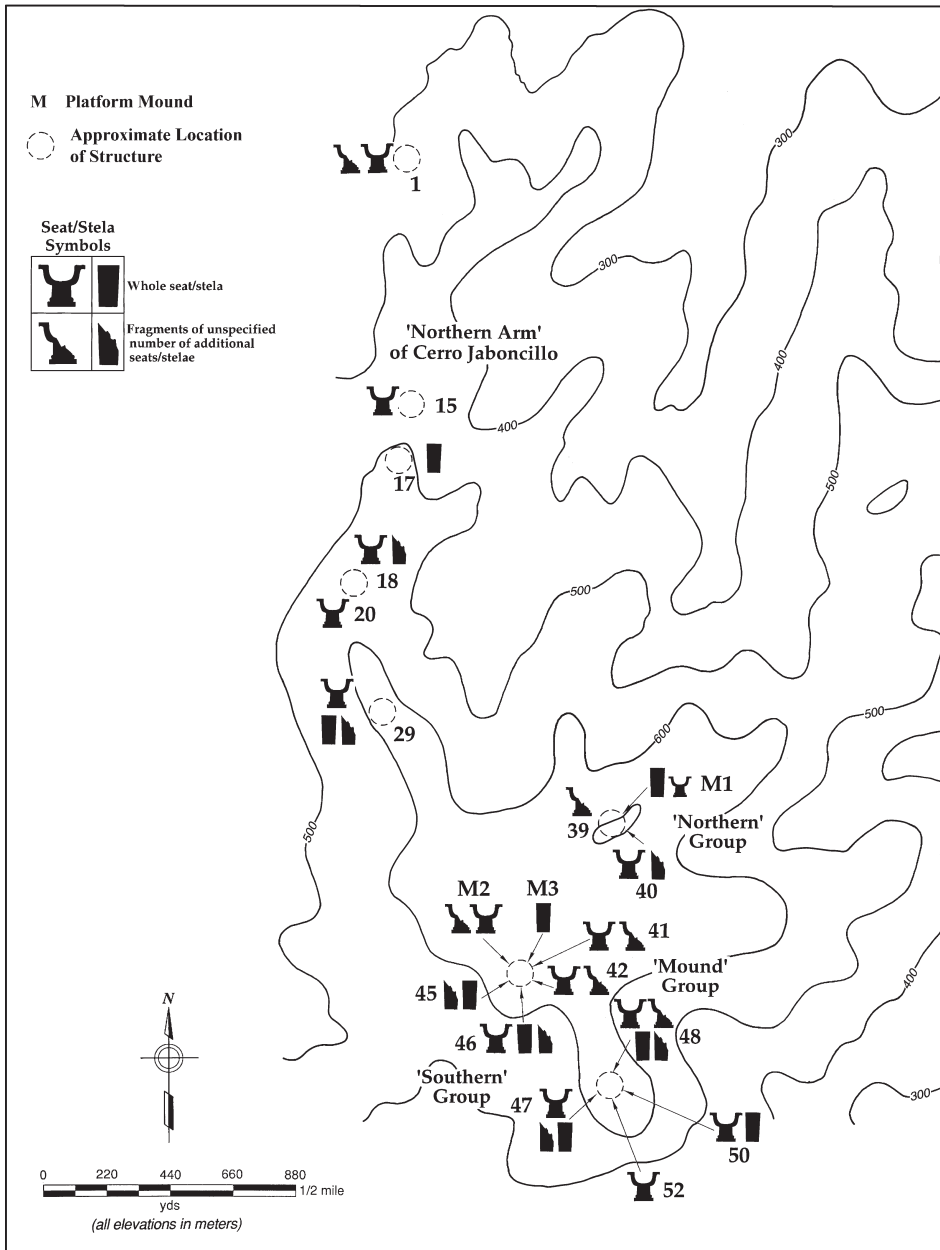 M Platform Mound
Approximate Location
of Structure
Seat/Stela
Symbols
Whole seat/stela
Fragments of unspecified
number of additional
seats/stelae
1
300
300
'Northern Arm'
of Cerro Jaboncillo
400
15
400
17
500
18
500
20
29
500
600
M1
39
'Northern'
Group
500
40
M2
M3
41
42
'Mound'
Group
400
45
46
48
'Southern'
Group
47
300
50
52
N
0 220 440 660 880
1/2 mile
yds
(all elevations in meters)